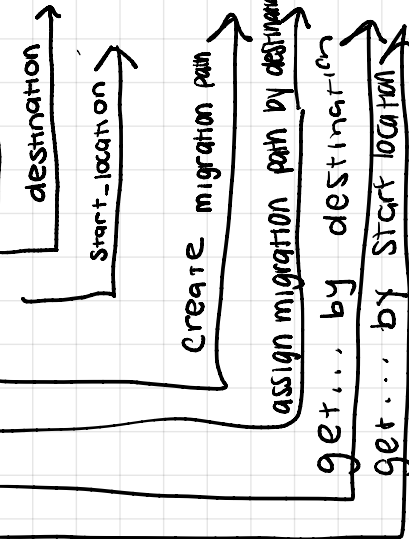 destination
start_location
create migration path
assign migration path by destination
get... by destination
get... by start location